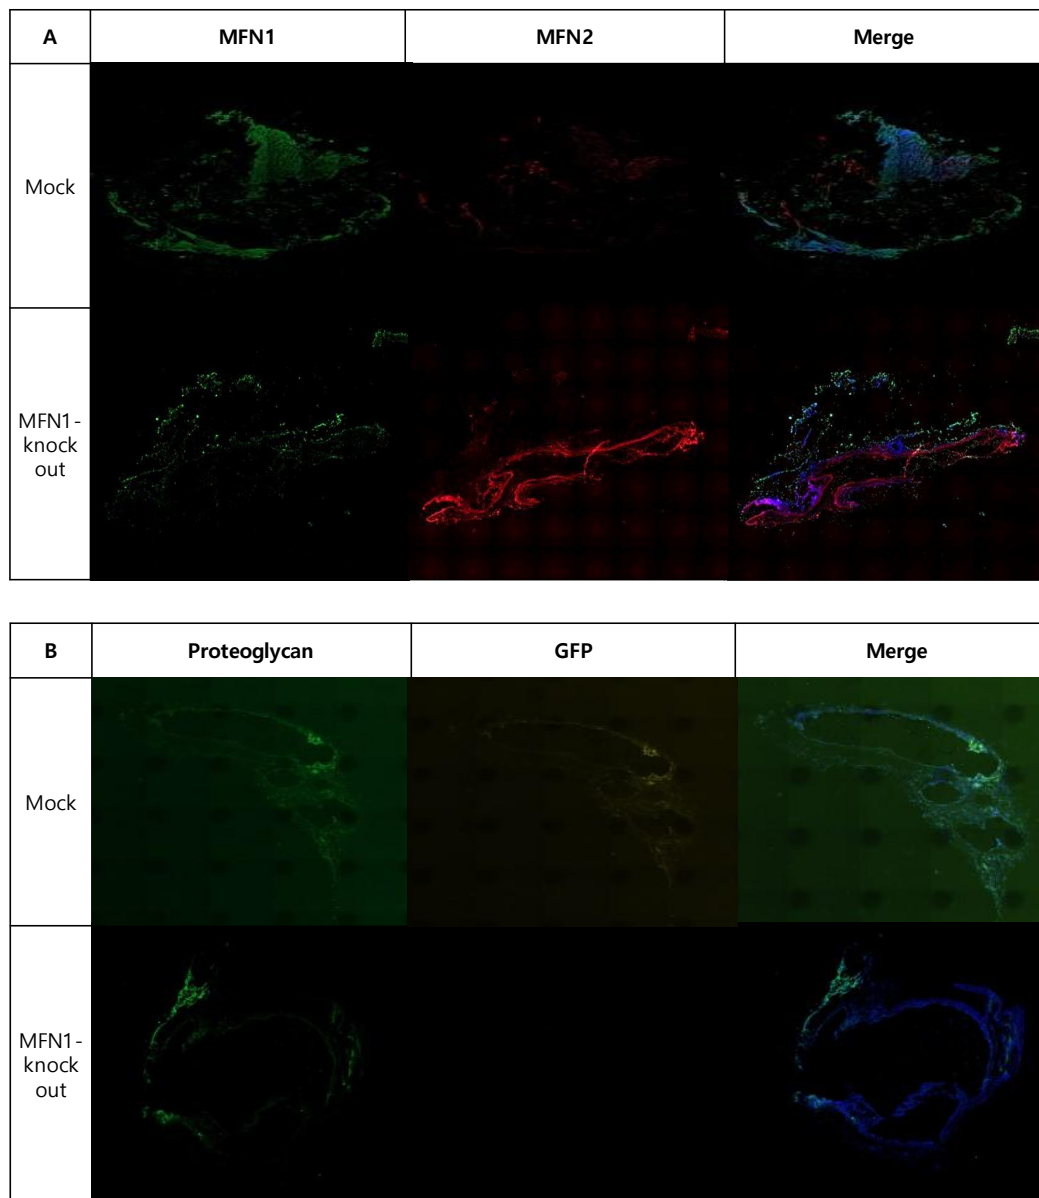 A MFN1 MFN2 Merge
Mock
MFN1-
knock
out
B Proteoglycan GFP Merge
Mock
MFN1-
knock
out